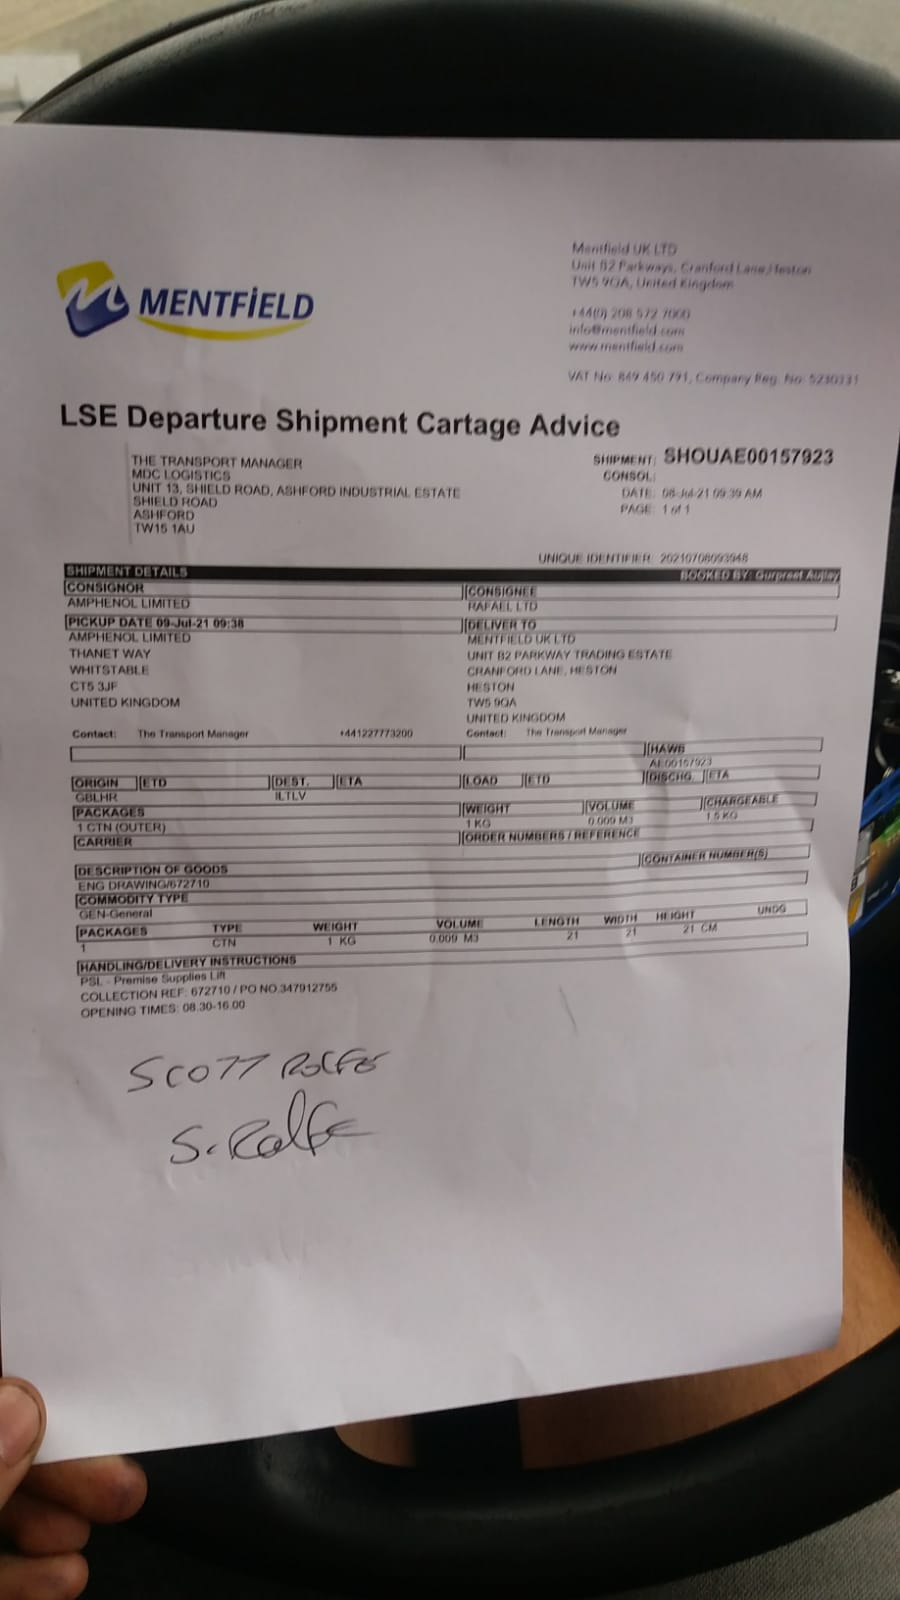 MENTFİELD
Mentfield UK LTD
Unit B2 Parkways, Cranford Lane, Heston
TW5 9QA, United Kingdom
+44(0) 208 572 7000
info@mentfield.com
www.mentfield.com
VAT No: 849 450 791, Company Reg. No: 5230331
LSE Departure Shipment Cartage Advice
THE TRANSPORT MANAGER
MDC LOGISTICS
UNIT 13, SHIELD ROAD, ASHFORD INDUSTRIAL ESTATE
SHIELD ROAD
ASHFORD
TW15 1AU
SHIPMENT: SHOUAE00157923
CONSOL:
DATE: 08-Jul-21 09:39 AM
PAGE: 1 of 1
UNIQUE IDENTIFIER: 20210708093948
SHIPMENT DETAILS BOOKED BY: Gurpreet Aujlay
CONSIGNOR CONSIGNEE
AMPHENOL LIMITED RAFAEL LTD
PICKUP DATE 09-Jul-21 09:38 DELIVER TO
AMPHENOL LIMITED MENTFIELD UK LTD
THANET WAY UNIT B2 PARKWAY TRADING ESTATE
WHITSTABLE CRANFORD LANE, HESTON
CT5 3JF HESTON
UNITED KINGDOM TW5 9QA
UNITED KINGDOM
Contact: The Transport Manager +441227773200 Contact: The Transport Manager
HAWB
AE00157923
ORIGIN ETD DEST. ETA LOAD ETD DISCHG. ETA
GBLHR ILTLV
PACKAGES WEIGHT VOLUME CHARGEABLE
1 CTN (OUTER) 1 KG 0.009 M3 1.5 KG
CARRIER ORDER NUMBERS / REFERENCE
DESCRIPTION OF GOODS CONTAINER NUMBER(S)
ENG DRAWING/672710
COMMODITY TYPE
GEN-General
PACKAGES TYPE WEIGHT VOLUME LENGTH WIDTH HEIGHT UNDG
1 CTN 1 KG 0.009 M3 21 21 21 CM
HANDLING/DELIVERY INSTRUCTIONS
PSL - Premise Supplies Lift
COLLECTION REF: 672710 / PO NO.347912755
OPENING TIMES: 08.30-16.00
SCOTT ROLFE
S. Rolfe